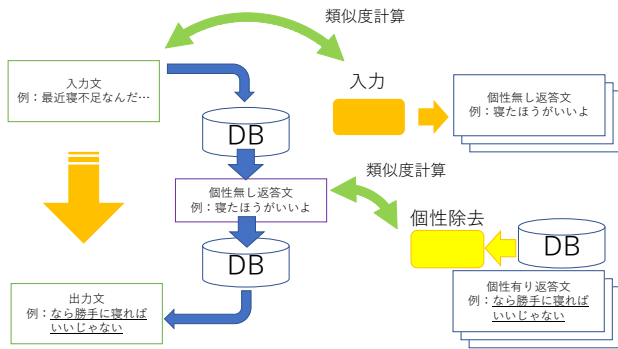 類似度計算
入力文
例：最近寝不足なんだ…
入力
個性無し返答文
例：寝たほうがいいよ
DB
類似度計算
個性無し返答文
例：寝たほうがいいよ
個性除去
DB
DB
個性有り返答文
例：なら勝手に寝れば
いいじゃない
出力文
例：なら勝手に寝れば
いいじゃない